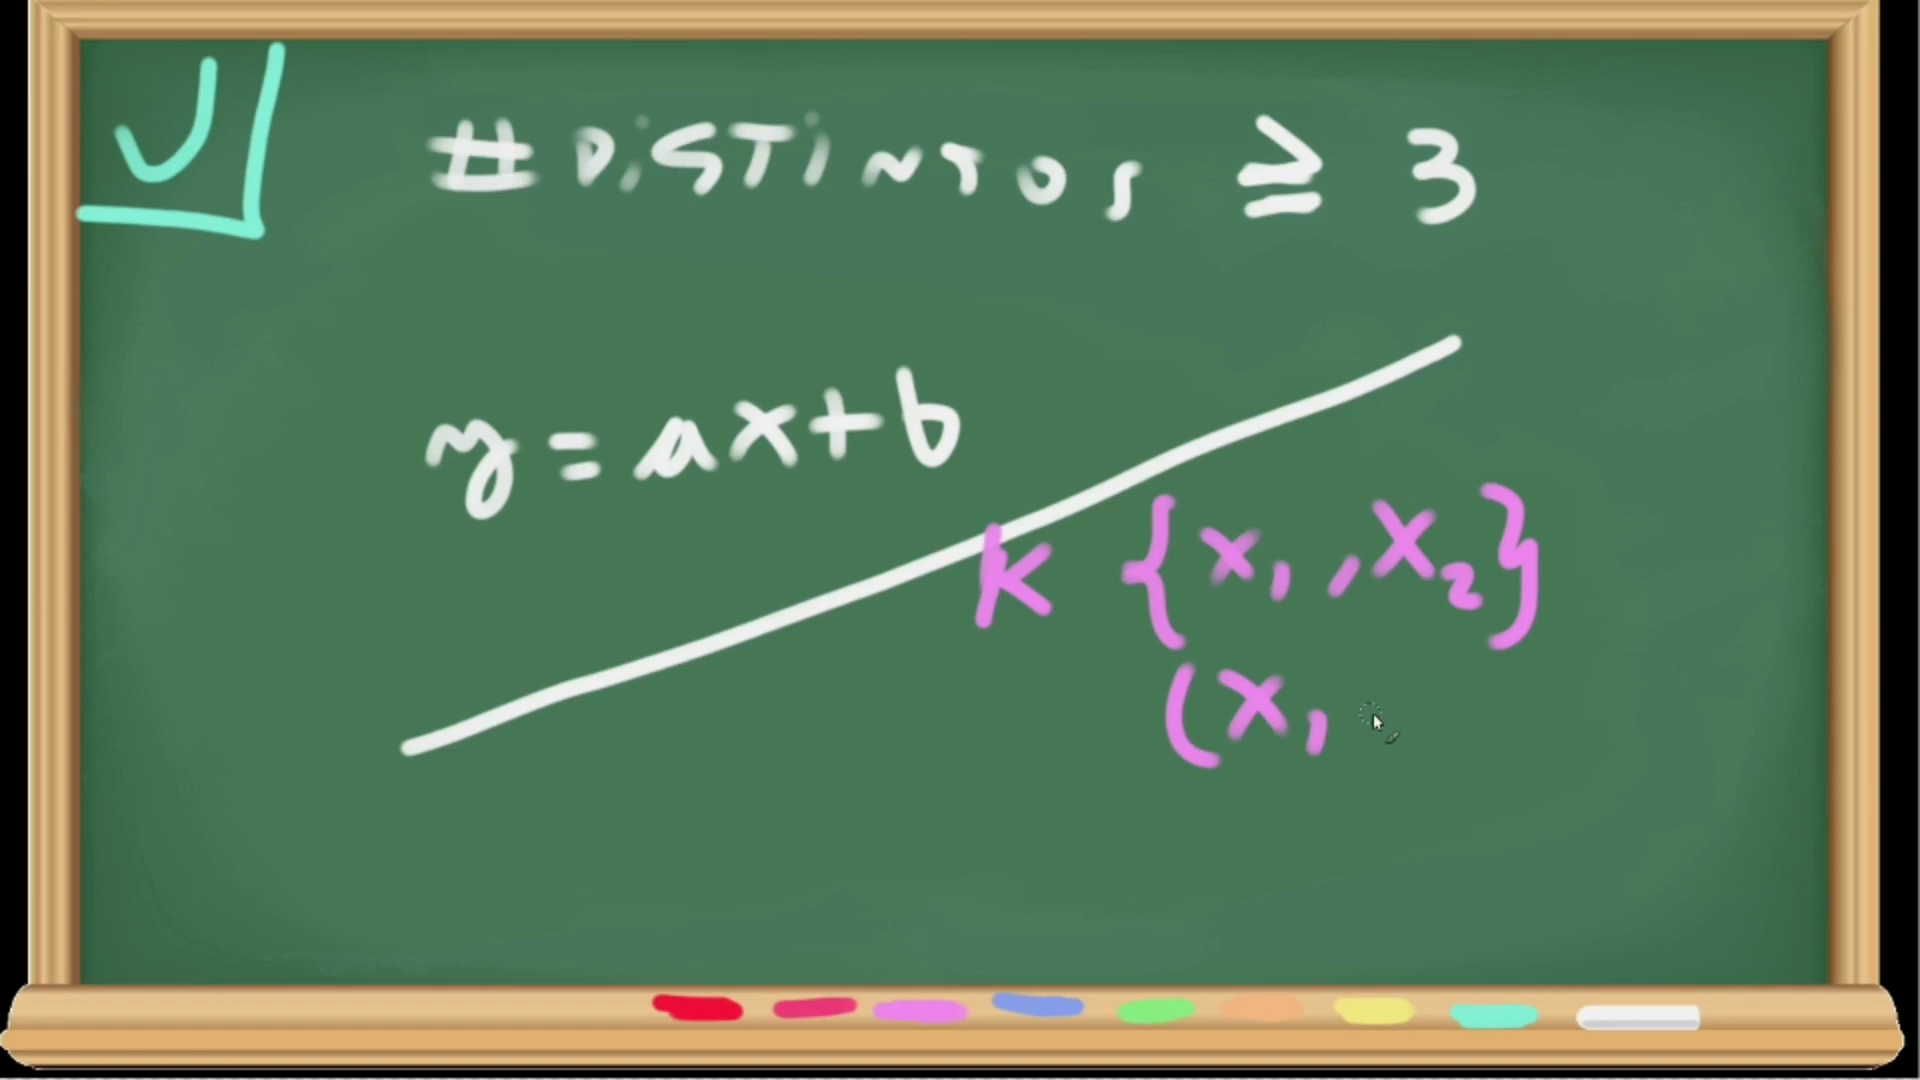 V
# DiSTiNTOS ≥ 3
y = ax+b
K {x₁, x₂}
(x₁